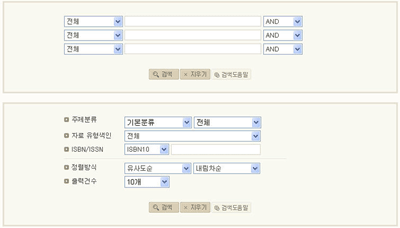 전체 AND
전체 AND
전체 AND
검색 지우기 검색도움말
주제분류 기본분류 전체
자료 유형색인 전체
ISBN/ISSN ISBN10
정렬방식 유사도순 내림차순
출력건수 10개
검색 지우기 검색도움말